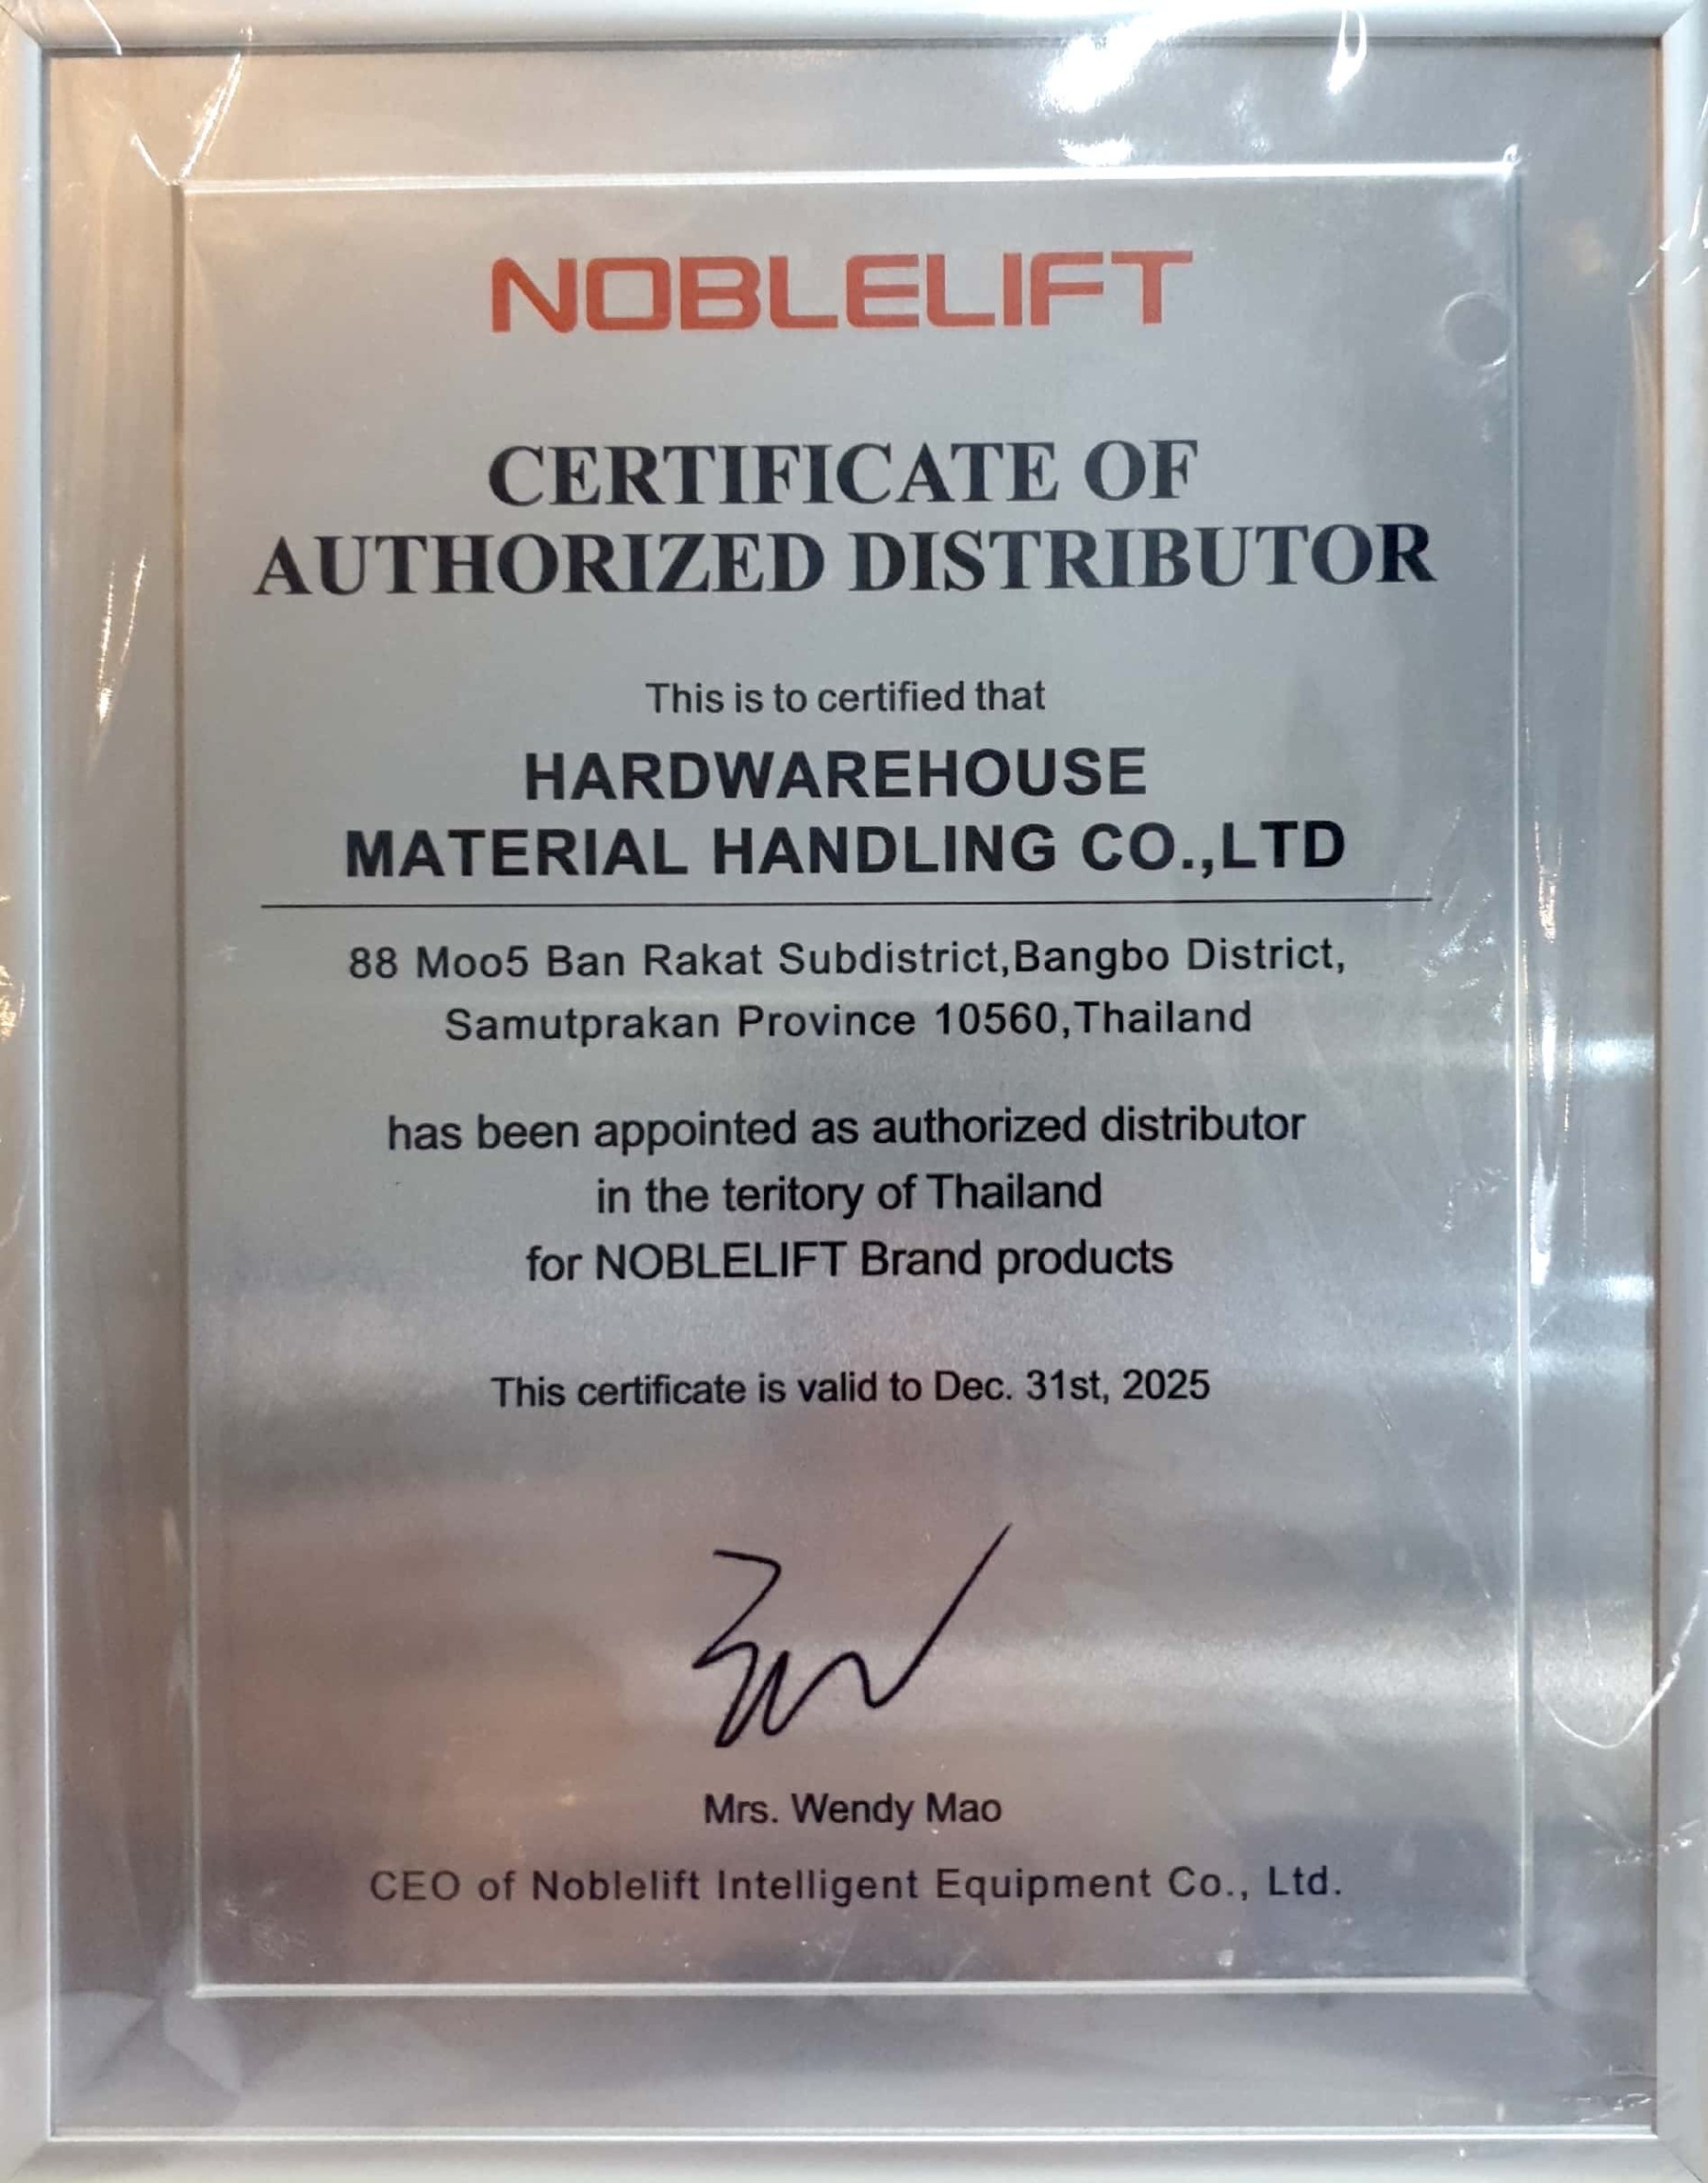 NOBLELIFT
CERTIFICATE OF
AUTHORIZED DISTRIBUTOR
This is to certified that
HARDWAREHOUSE
MATERIAL HANDLING CO.,LTD
88 Moo5 Ban Rakat Subdistrict,Bangbo District,
Samutprakan Province 10560,Thailand
has been appointed as authorized distributor
in the teritory of Thailand
for NOBLELIFT Brand products
This certificate is valid to Dec. 31st, 2025
Mrs. Wendy Mao
CEO of Noblelift Intelligent Equipment Co., Ltd.